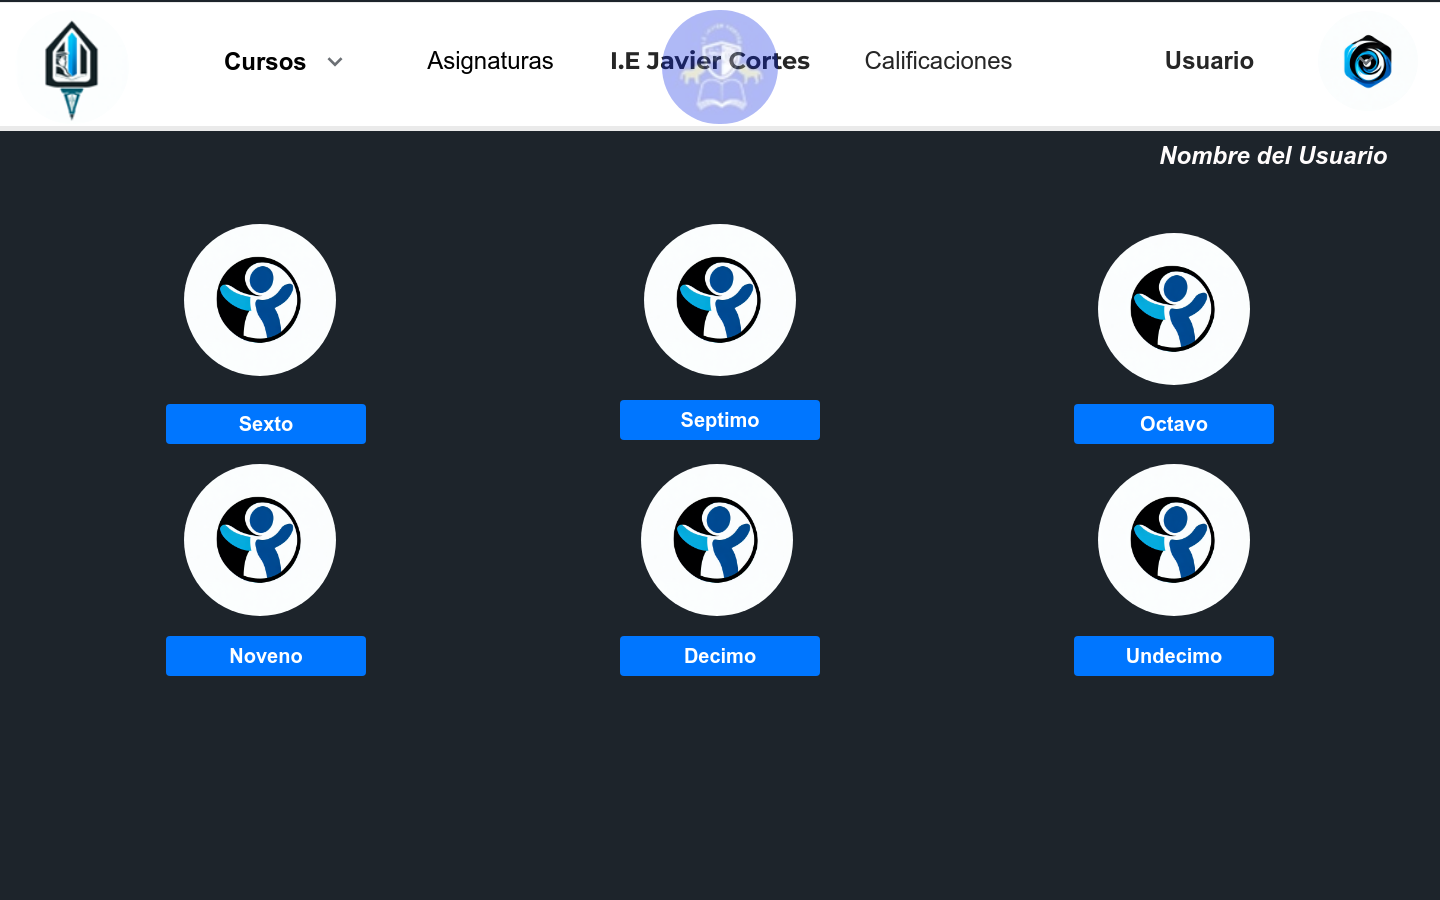 Cursos
Asignaturas
I.E Javier Cortes
Calificaciones
Usuario
Nombre del Usuario
Sexto
Septimo
Octavo
Noveno
Decimo
Undecimo